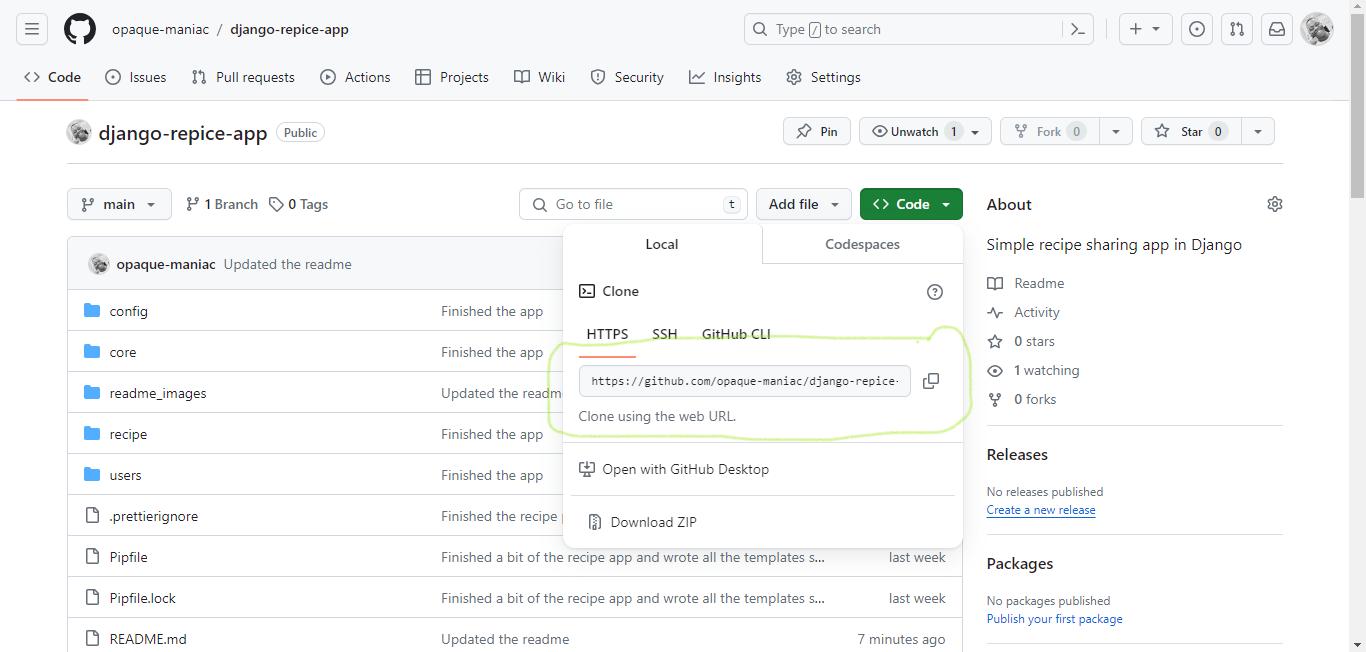 opaque-maniac / django-repice-app
Type / to search
Code Issues Pull requests Actions Projects Wiki Security Insights Settings
django-repice-app Public
Pin Unwatch 1 Fork 0 Star 0
main 1 Branch 0 Tags Go to file t Add file Code
About
Simple recipe sharing app in Django
Readme
Activity
0 stars
1 watching
0 forks
Releases
No releases published
Create a new release
Packages
No packages published
Publish your first package
Local Codespaces
Clone
HTTPS SSH GitHub CLI
https://github.com/opaque-maniac/django-repice-
Clone using the web URL.
Open with GitHub Desktop
Download ZIP
opaque-maniac Updated the readme
config Finished the app
core Finished the app
readme_images Updated the readm
recipe Finished the app
users Finished the app
.prettierignore Finished the recipe
Pipfile Finished a bit of the recipe app and wrote all the templates s... last week
Pipfile.lock Finished a bit of the recipe app and wrote all the templates s... last week
README.md Updated the readme 7 minutes ago